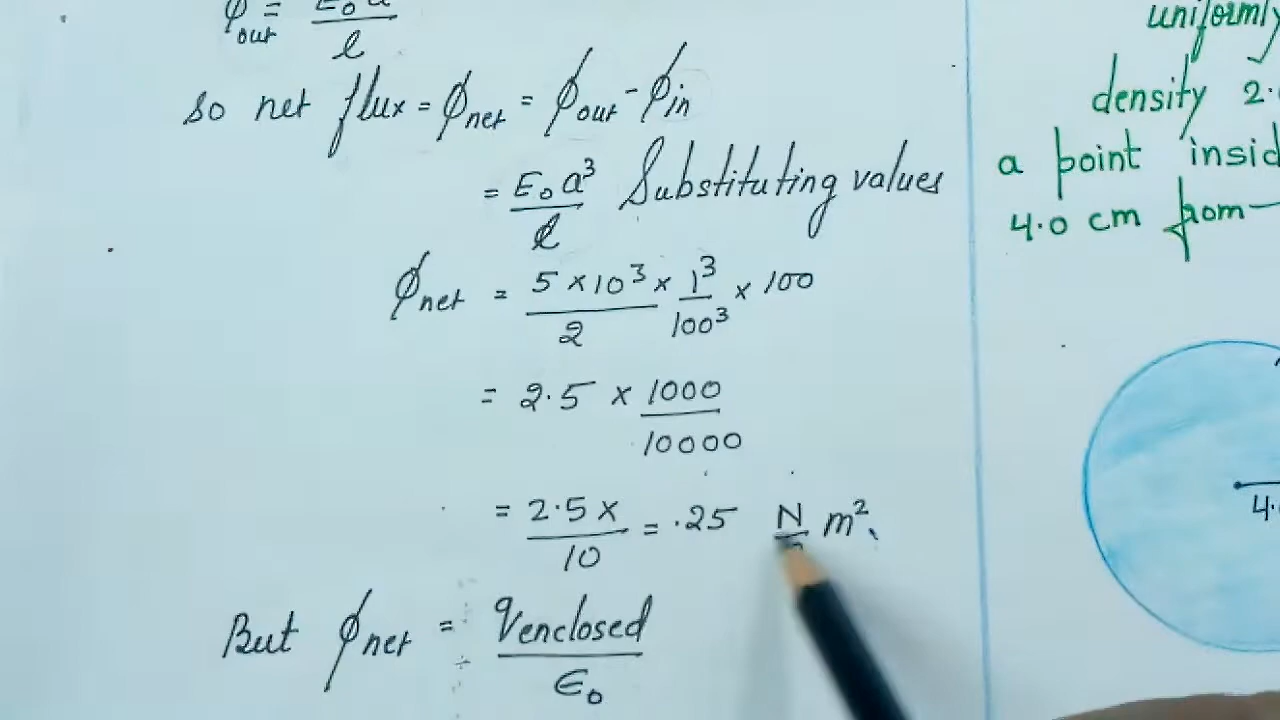 φout = E₀a³ / l
so net flux = φnet = φout - φin
= E₀a³ / l Substituting values
φnet = 5 × 10³ / 2 × 1³ / 100³ × 100
= 2.5 × 1000 / 10000
= 2.5 × / 10 = .25 N m²
But φnet = qenclosed / ε₀
uniformly
density 2.
a point insid
4.0 cm from
4.